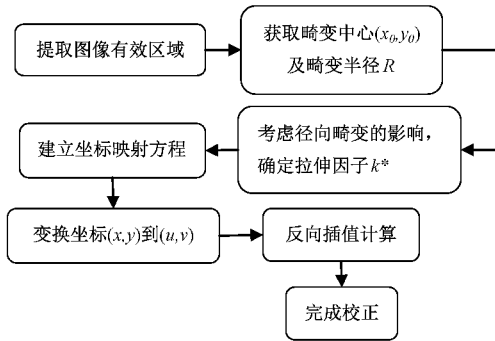 提取图像有效区域
获取畸变中心(x₀,y₀)
及畸变半径 R
考虑径向畸变的影响，
确定拉伸因子k*
建立坐标映射方程
变换坐标(x,y)到(u,v)
反向插值计算
完成校正